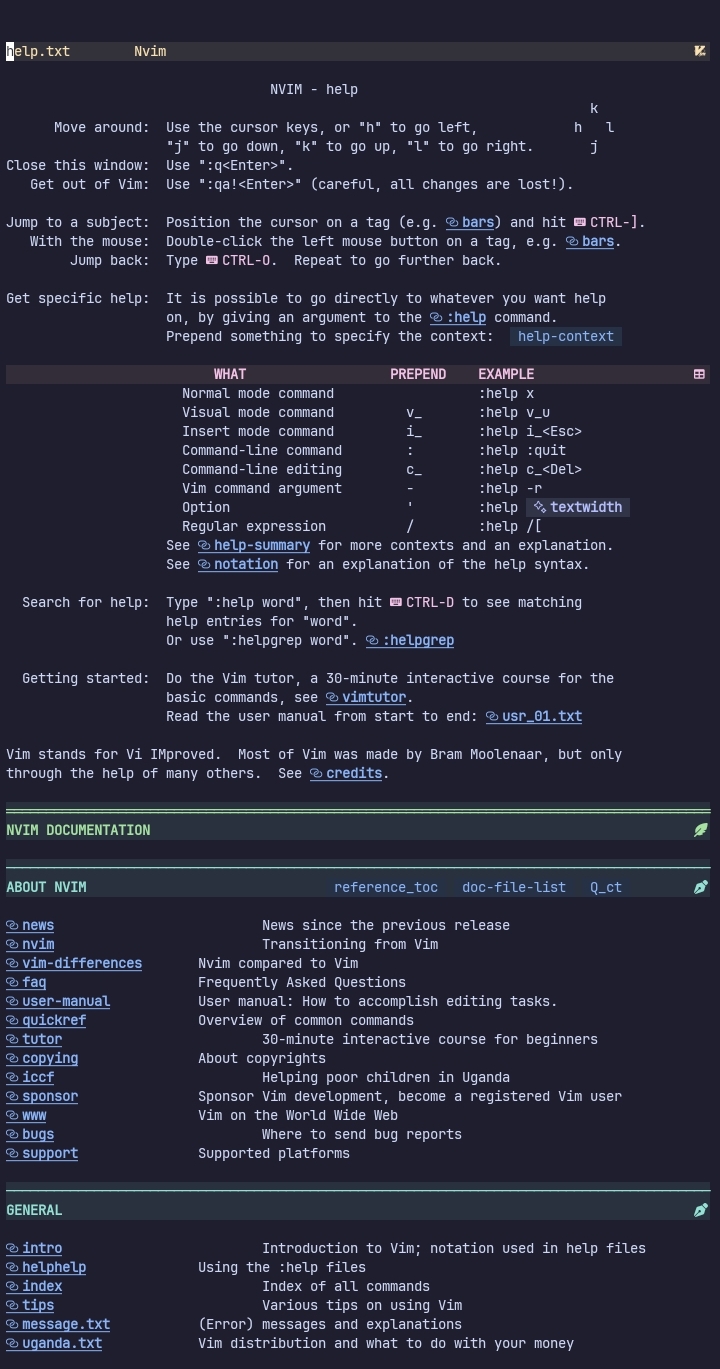 help.txt Nvim
NVIM - help
k
Move around: Use the cursor keys, or "h" to go left, h l
"j" to go down, "k" to go up, "l" to go right. j
Close this window: Use ":q<Enter>".
Get out of Vim: Use ":qa!<Enter>" (careful, all changes are lost!).
Jump to a subject: Position the cursor on a tag (e.g. bars) and hit CTRL-].
With the mouse: Double-click the left mouse button on a tag, e.g. bars.
Jump back: Type CTRL-O. Repeat to go further back.
Get specific help: It is possible to go directly to whatever you want help
on, by giving an argument to the :help command.
Prepend something to specify the context: help-context
WHAT PREPEND EXAMPLE
Normal mode command :help x
Visual mode command v_ :help v_u
Insert mode command i_ :help i_<Esc>
Command-line command : :help :quit
Command-line editing c_ :help c_<Del>
Vim command argument - :help -r
Option ' :help textwidth
Regular expression / :help /[
See help-summary for more contexts and an explanation.
See notation for an explanation of the help syntax.
Search for help: Type ":help word", then hit CTRL-D to see matching
help entries for "word".
Or use ":helpgrep word". :helpgrep
Getting started: Do the Vim tutor, a 30-minute interactive course for the
basic commands, see vimtutor.
Read the user manual from start to end: usr_01.txt
Vim stands for Vi IMproved. Most of Vim was made by Bram Moolenaar, but only
through the help of many others. See credits.
NVIM DOCUMENTATION
ABOUT NVIM reference_toc doc-file-list Q_ct
news News since the previous release
nvim Transitioning from Vim
vim-differences Nvim compared to Vim
faq Frequently Asked Questions
user-manual User manual: How to accomplish editing tasks.
quickref Overview of common commands
tutor 30-minute interactive course for beginners
copying About copyrights
iccf Helping poor children in Uganda
sponsor Sponsor Vim development, become a registered Vim user
www Vim on the World Wide Web
bugs Where to send bug reports
support Supported platforms
GENERAL
intro Introduction to Vim; notation used in help files
helphelp Using the :help files
index Index of all commands
tips Various tips on using Vim
message.txt (Error) messages and explanations
uganda.txt Vim distribution and what to do with your money